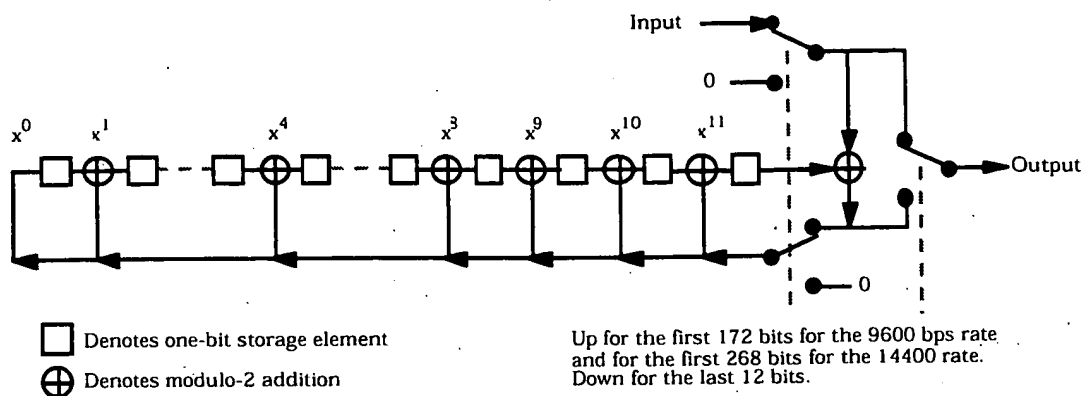 Input
0
x^0 x^1 x^4 x^3 x^9 x^10 x^11
Output
0
Denotes one-bit storage element
Denotes modulo-2 addition
Up for the first 172 bits for the 9600 bps rate
and for the first 268 bits for the 14400 rate.
Down for the last 12 bits.